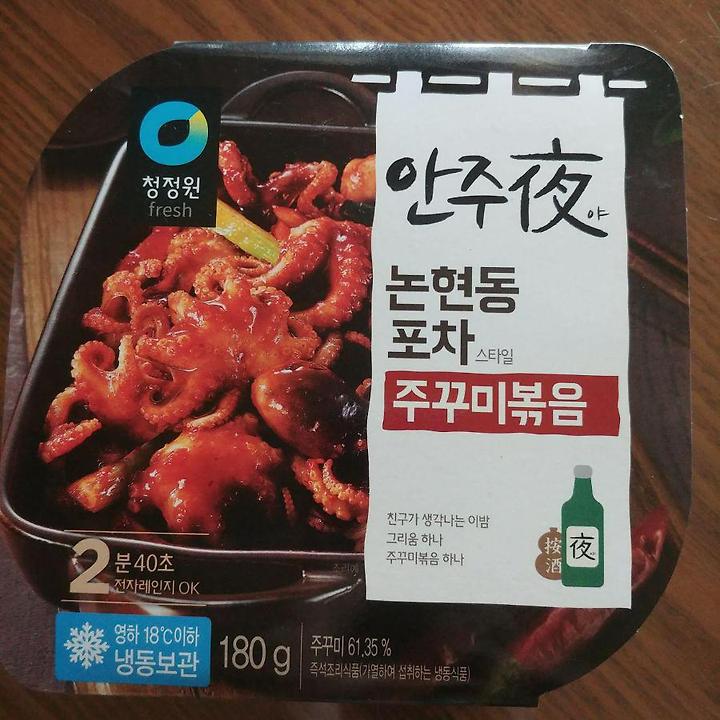 청정원
fresh
안주夜
야
논현동
포차 스타일
주꾸미볶음
친구가 생각나는 이밤
그리움 하나
주꾸미볶음 하나
按酒
夜
2분40초
전자레인지 OK
영하 18℃이하
냉동보관
180 g
주꾸미 61.35 %
즉석조리식품(가열하여 섭취하는 냉동식품)